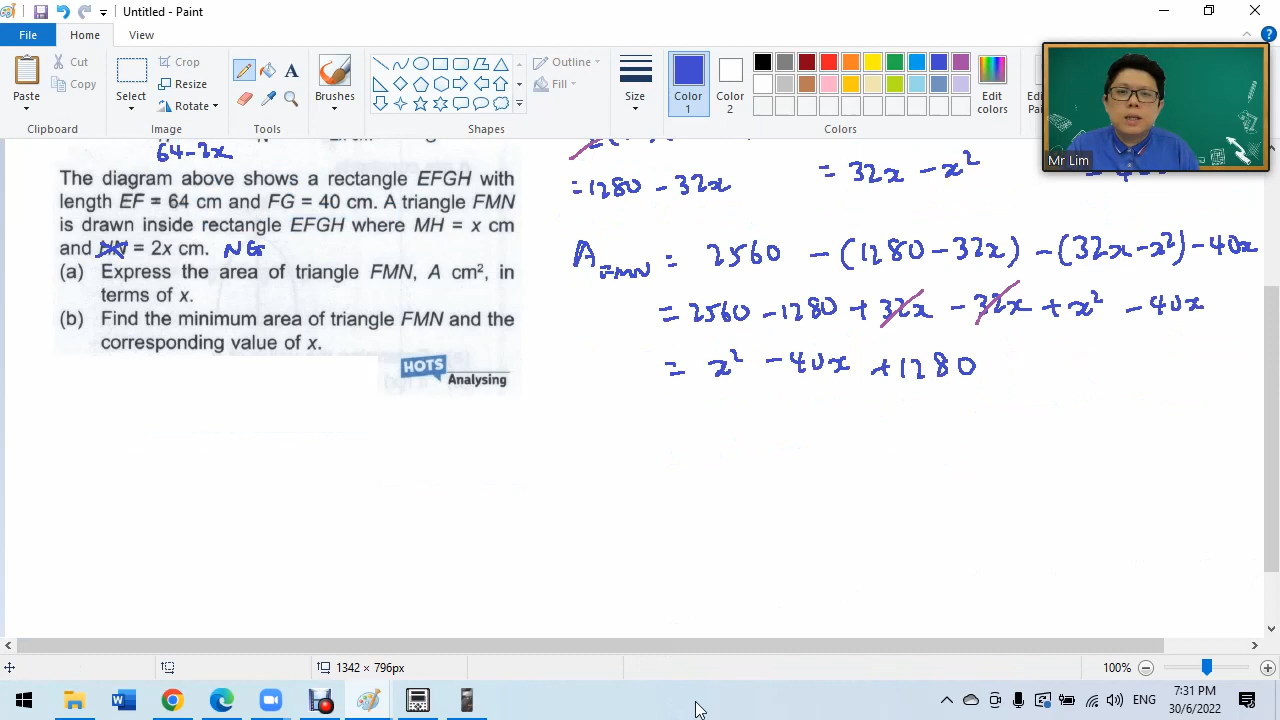 Untitled - Paint
File Home View
Paste Cut Copy Clipboard
Select Crop Resize Rotate Image
Tools
Brushes
Shapes
Outline Fill
Size
Color 1 Color 2 Edit colors Colors
Edit
Mr Lim
64-2x
The diagram above shows a rectangle EFGH with
length EF = 64 cm and FG = 40 cm. A triangle FMN
is drawn inside rectangle EFGH where MH = x cm
and = 2x cm. NG
(a) Express the area of triangle FMN, A cm², in
terms of x.
(b) Find the minimum area of triangle FMN and the
corresponding value of x.
HOTS Analysing
= 1280 - 32x
= 32x - x²
A FMN = 2560 - (1280 - 32x) - (32x - x²) - 40x
= 2560 - 1280 + 32x - 32x + x² - 40x
= x² - 40x + 1280
1342 × 796px
100%
ENG
7:31 PM
30/6/2022